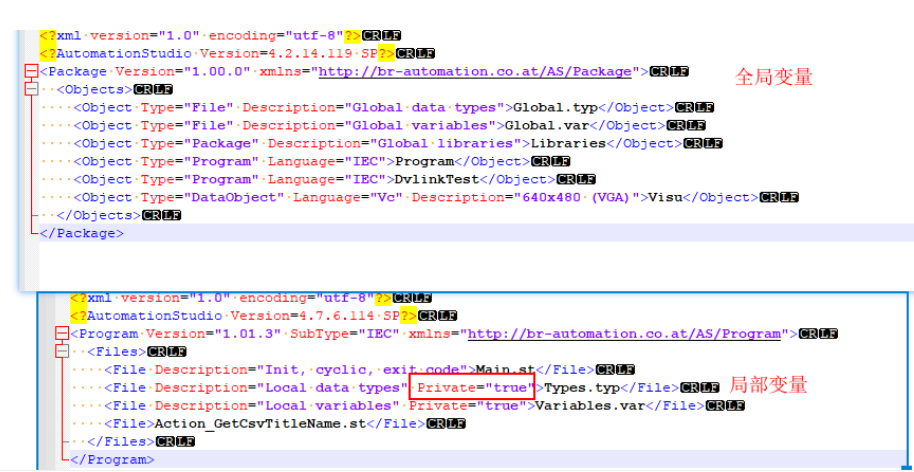 <?xml version="1.0" encoding="utf-8"?>CRLF
<?AutomationStudio Version=4.2.14.119 SP?>CRLF
<Package Version="1.00.0" xmlns="http://br-automation.co.at/AS/Package">CRLF
全局变量
<Objects>CRLF
<Object Type="File" Description="Global data types">Global.typ</Object>CRLF
<Object Type="File" Description="Global variables">Global.var</Object>CRLF
<Object Type="Package" Description="Global libraries">Libraries</Object>CRLF
<Object Type="Program" Language="IEC">Program</Object>CRLF
<Object Type="Program" Language="IEC">DvlinkTest</Object>CRLF
<Object Type="DataObject" Language="Vc" Description="640x480 (VGA)">Visu</Object>CRLF
</Objects>CRLF
</Package>
<?xml version="1.0" encoding="utf-8"?>CRLF
<?AutomationStudio Version=4.7.6.114 SP?>CRLF
<Program Version="1.01.3" SubType="IEC" xmlns="http://br-automation.co.at/AS/Program">CRLF
<Files>CRLF
<File Description="Init, cyclic, exit code">Main.st</File>CRLF
<File Description="Local data types" Private="true">Types.typ</File>CRLF 局部变量
<File Description="Local variables" Private="true">Variables.var</File>CRLF
<File>Action_GetCsvTitleName.st</File>CRLF
</Files>CRLF
</Program>